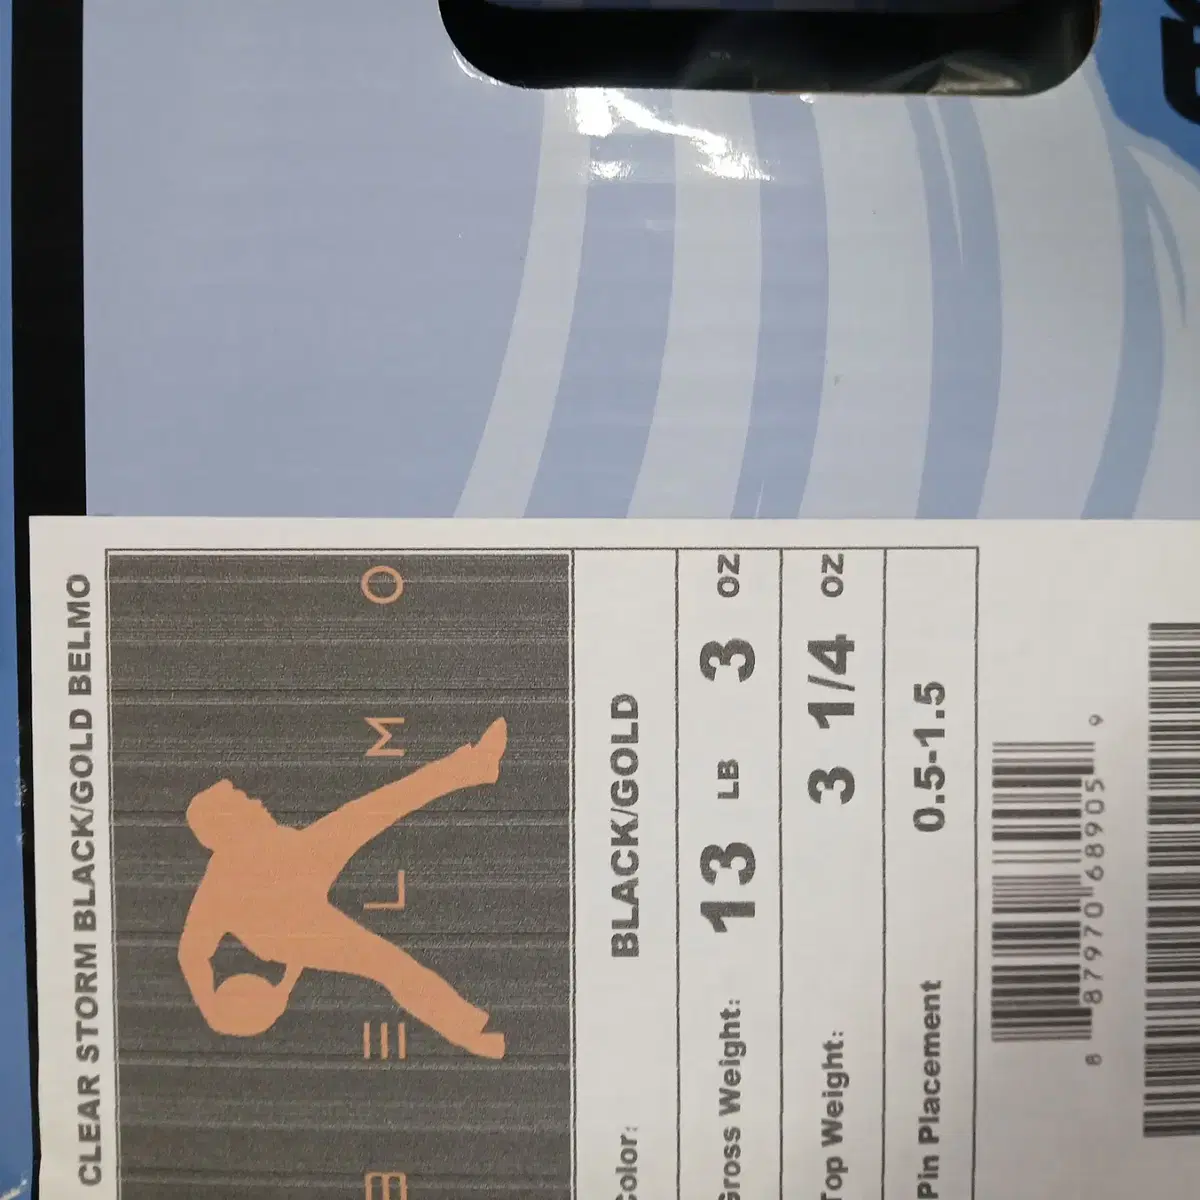 CLEAR STORM BLACK/GOLD BELMO
BELMO
Color: BLACK/GOLD
Gross Weight: 13 LB 3 OZ
Top Weight: 3 1/4 OZ
Pin Placement 0.5-1.5
8 87970 68905 9